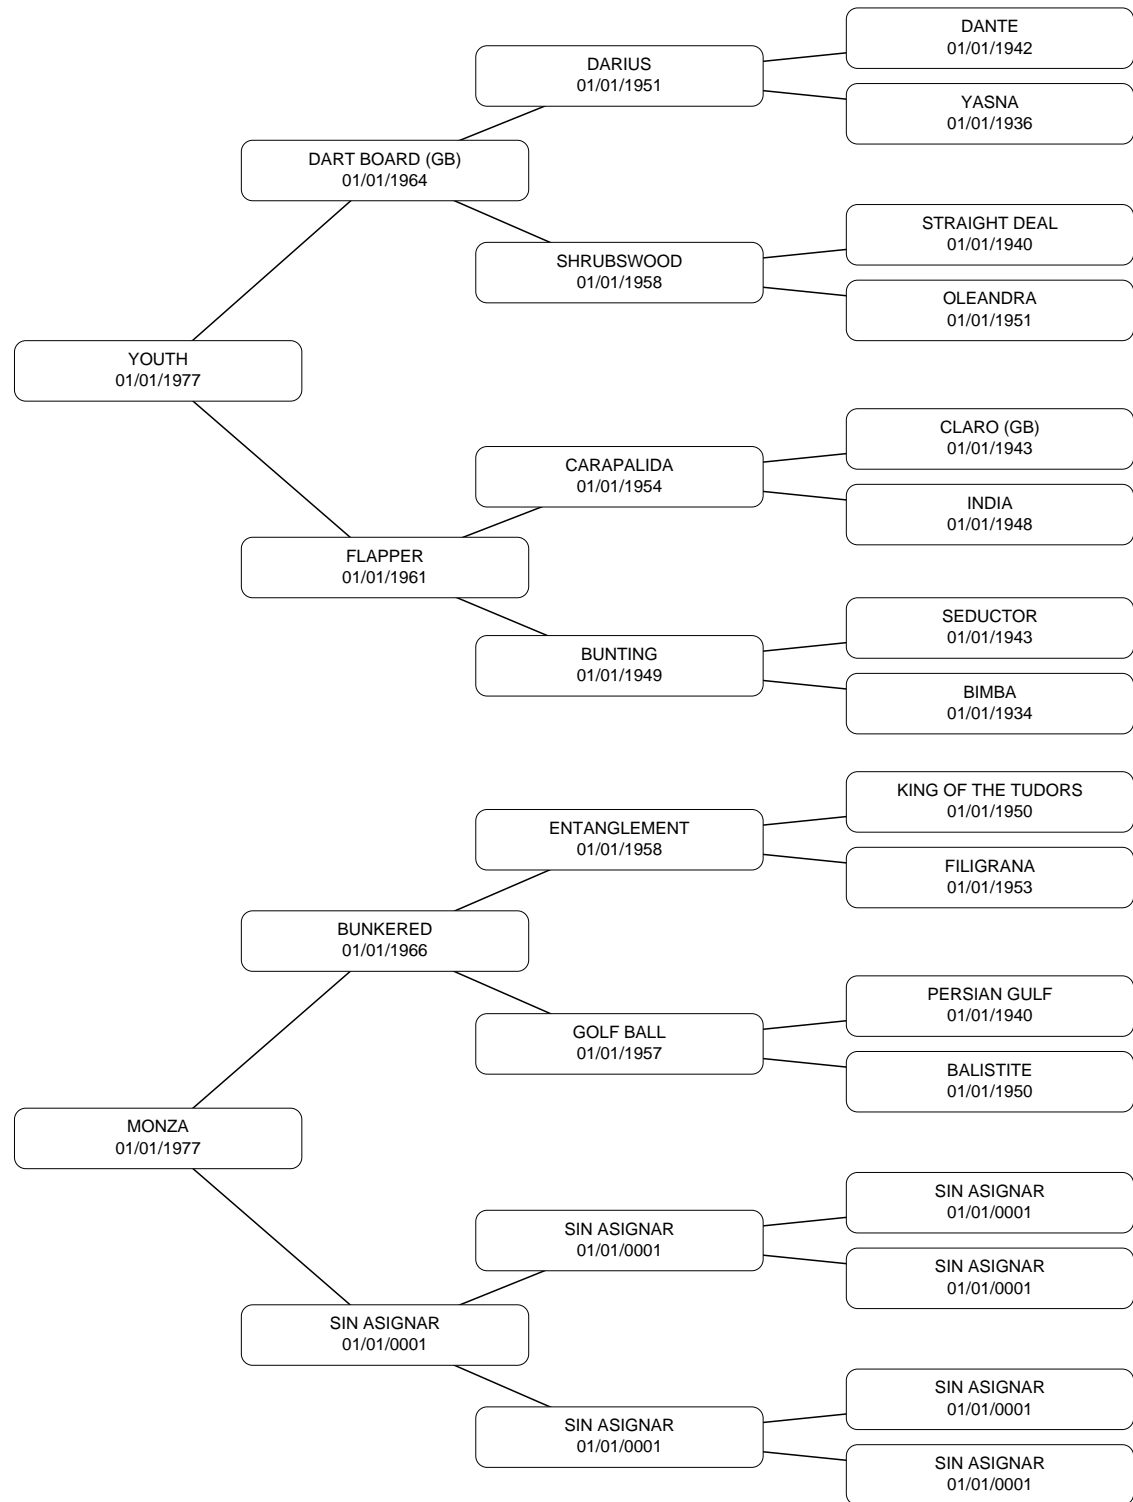 DANTE
01/01/1942
DARIUS
01/01/1951
YASNA
01/01/1936
DART BOARD (GB)
01/01/1964
STRAIGHT DEAL
01/01/1940
SHRUBSWOOD
01/01/1958
OLEANDRA
01/01/1951
YOUTH
01/01/1977
CLARO (GB)
01/01/1943
CARAPALIDA
01/01/1954
INDIA
01/01/1948
FLAPPER
01/01/1961
SEDUCTOR
01/01/1943
BUNTING
01/01/1949
BIMBA
01/01/1934
KING OF THE TUDORS
01/01/1950
ENTANGLEMENT
01/01/1958
FILIGRANA
01/01/1953
BUNKERED
01/01/1966
PERSIAN GULF
01/01/1940
GOLF BALL
01/01/1957
BALISTITE
01/01/1950
MONZA
01/01/1977
SIN ASIGNAR
01/01/0001
SIN ASIGNAR
01/01/0001
SIN ASIGNAR
01/01/0001
SIN ASIGNAR
01/01/0001
SIN ASIGNAR
01/01/0001
SIN ASIGNAR
01/01/0001
SIN ASIGNAR
01/01/0001